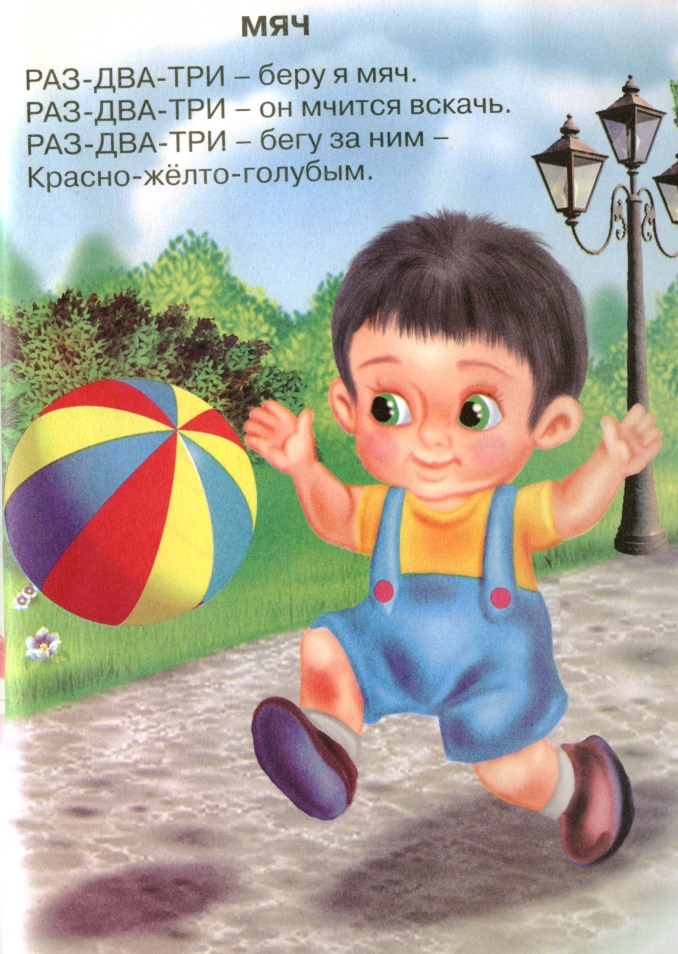 МЯЧ
РАЗ-ДВА-ТРИ – беру я мяч.
РАЗ-ДВА-ТРИ – он мчится вскачь.
РАЗ-ДВА-ТРИ – бегу за ним –
Красно-жёлто-голубым.